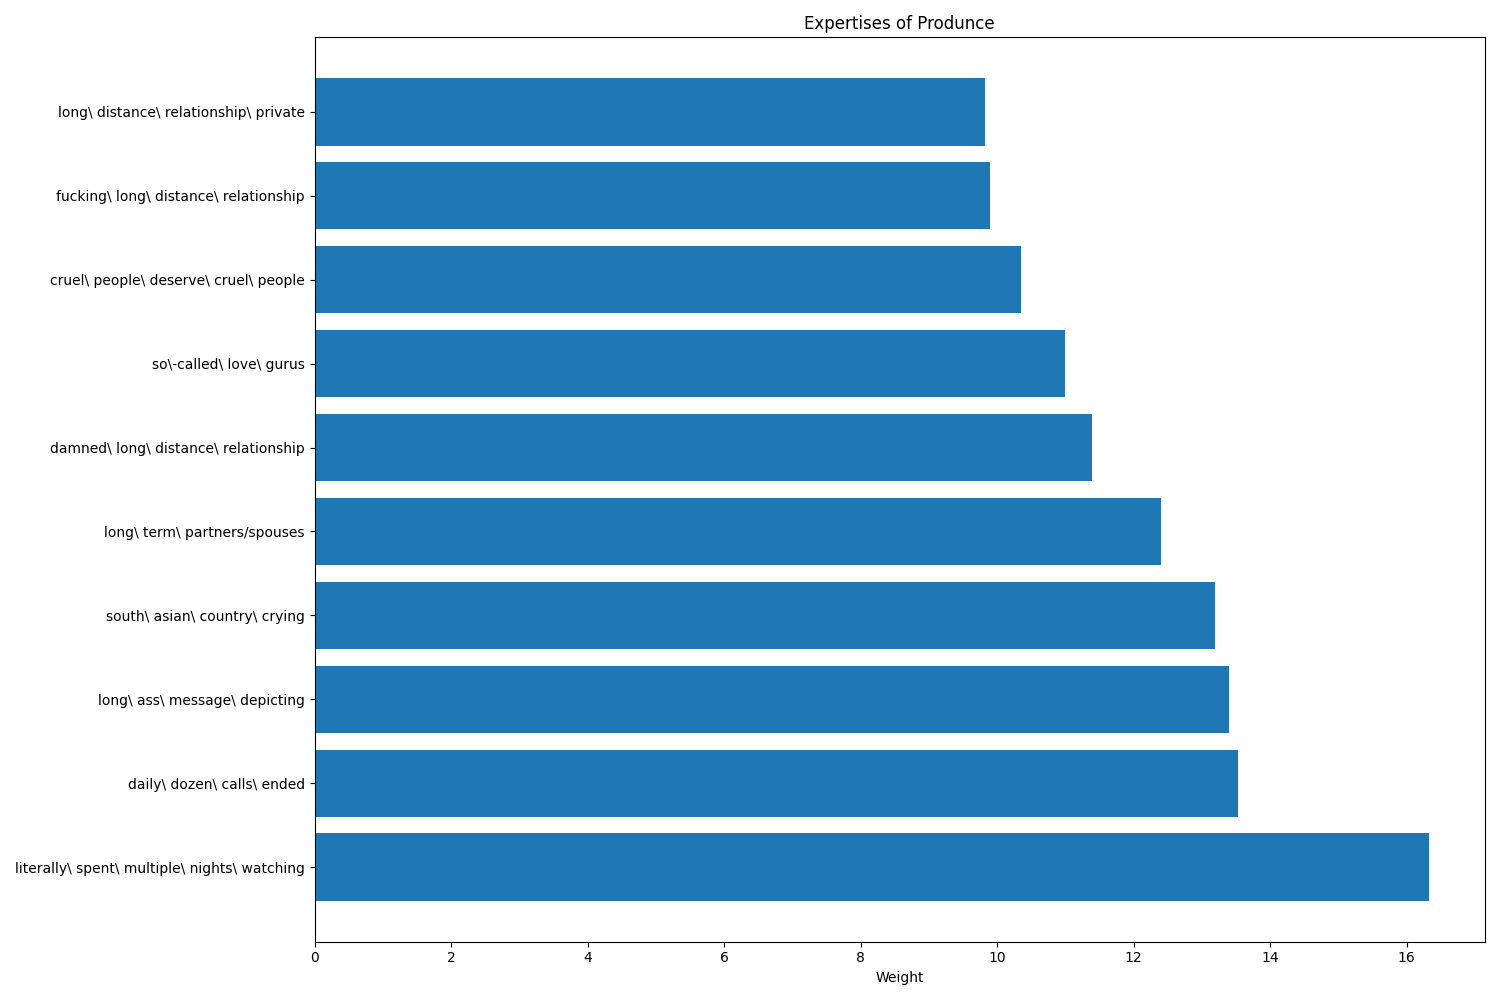 Expertises of Produnce
long\ distance\ relationship\ private
fucking\ long\ distance\ relationship
cruel\ people\ deserve\ cruel\ people
so\-called\ love\ gurus
damned\ long\ distance\ relationship
long\ term\ partners/spouses
south\ asian\ country\ crying
long\ ass\ message\ depicting
daily\ dozen\ calls\ ended
literally\ spent\ multiple\ nights\ watching
0 2 4 6 8 10 12 14 16
Weight